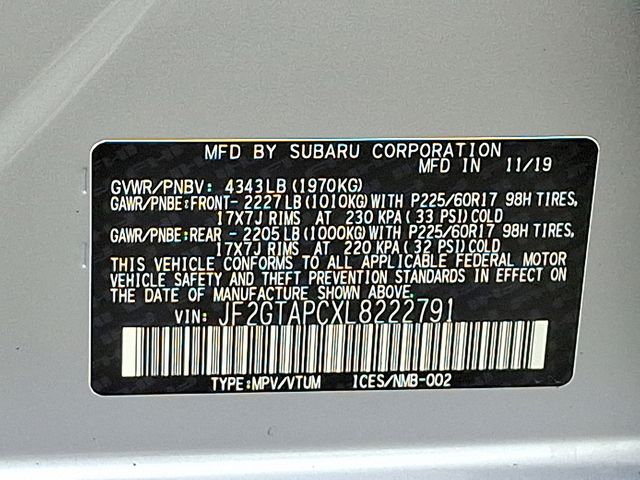 MFD BY SUBARU CORPORATION
MFD IN 11/19
GVWR/PNBV: 4343LB (1970KG)
GAWR/PNBE:FRONT- 2227LB (1010KG) WITH P225/60R17 98H TIRES,
17X7J RIMS AT 230 KPA (33 PSI) COLD
GAWR/PNBE:REAR - 2205LB (1000KG) WITH P225/60R17 98H TIRES,
17X7J RIMS AT 220 KPA (32 PSI) COLD
THIS VEHICLE CONFORMS TO ALL APPLICABLE FEDERAL MOTOR
VEHICLE SAFETY AND THEFT PREVENTION STANDARDS IN EFFECT ON
THE DATE OF MANUFACTURE SHOWN ABOVE.
VIN: JF2GTAPCXL8222791
TYPE:MPV/VTUM ICES/NMB-002